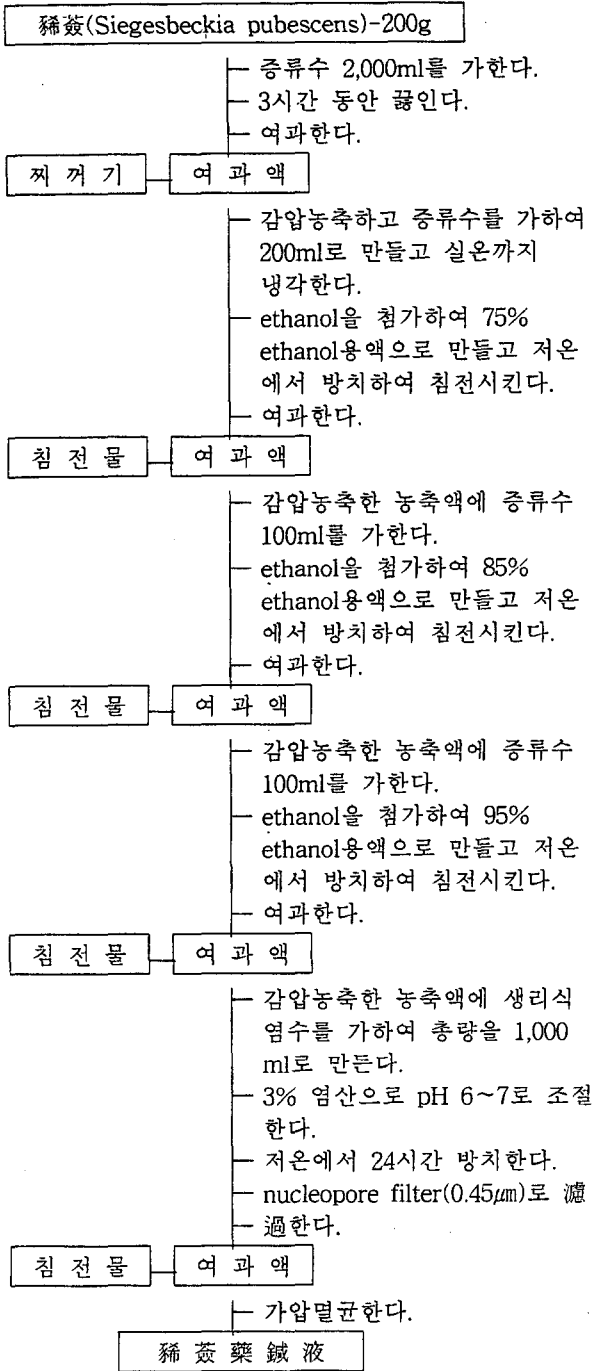 豨薟(Siegesbeckia pubescens)-200g
증류수 2,000ml를 가한다.
3시간 동안 끓인다.
여과한다.
찌 꺼 기 여 과 액
감압농축하고 증류수를 가하여
200ml로 만들고 실온까지
냉각한다.
ethanol을 첨가하여 75%
ethanol용액으로 만들고 저온
에서 방치하여 침전시킨다.
여과한다.
침 전 물 여 과 액
감압농축한 농축액에 증류수
100ml를 가한다.
ethanol을 첨가하여 85%
ethanol용액으로 만들고 저온
에서 방치하여 침전시킨다.
여과한다.
침 전 물 여 과 액
감압농축한 농축액에 증류수
100ml를 가한다.
ethanol을 첨가하여 95%
ethanol용액으로 만들고 저온
에서 방치하여 침전시킨다.
여과한다.
침 전 물 여 과 액
감압농축한 농축액에 생리식
염수를 가하여 총량을 1,000
ml로 만든다.
3% 염산으로 pH 6~7로 조절
한다.
저온에서 24시간 방치한다.
nucleopore filter(0.45㎛)로 濾
過한다.
침 전 물 여 과 액
가압멸균한다.
豨 薟 藥 鍼 液